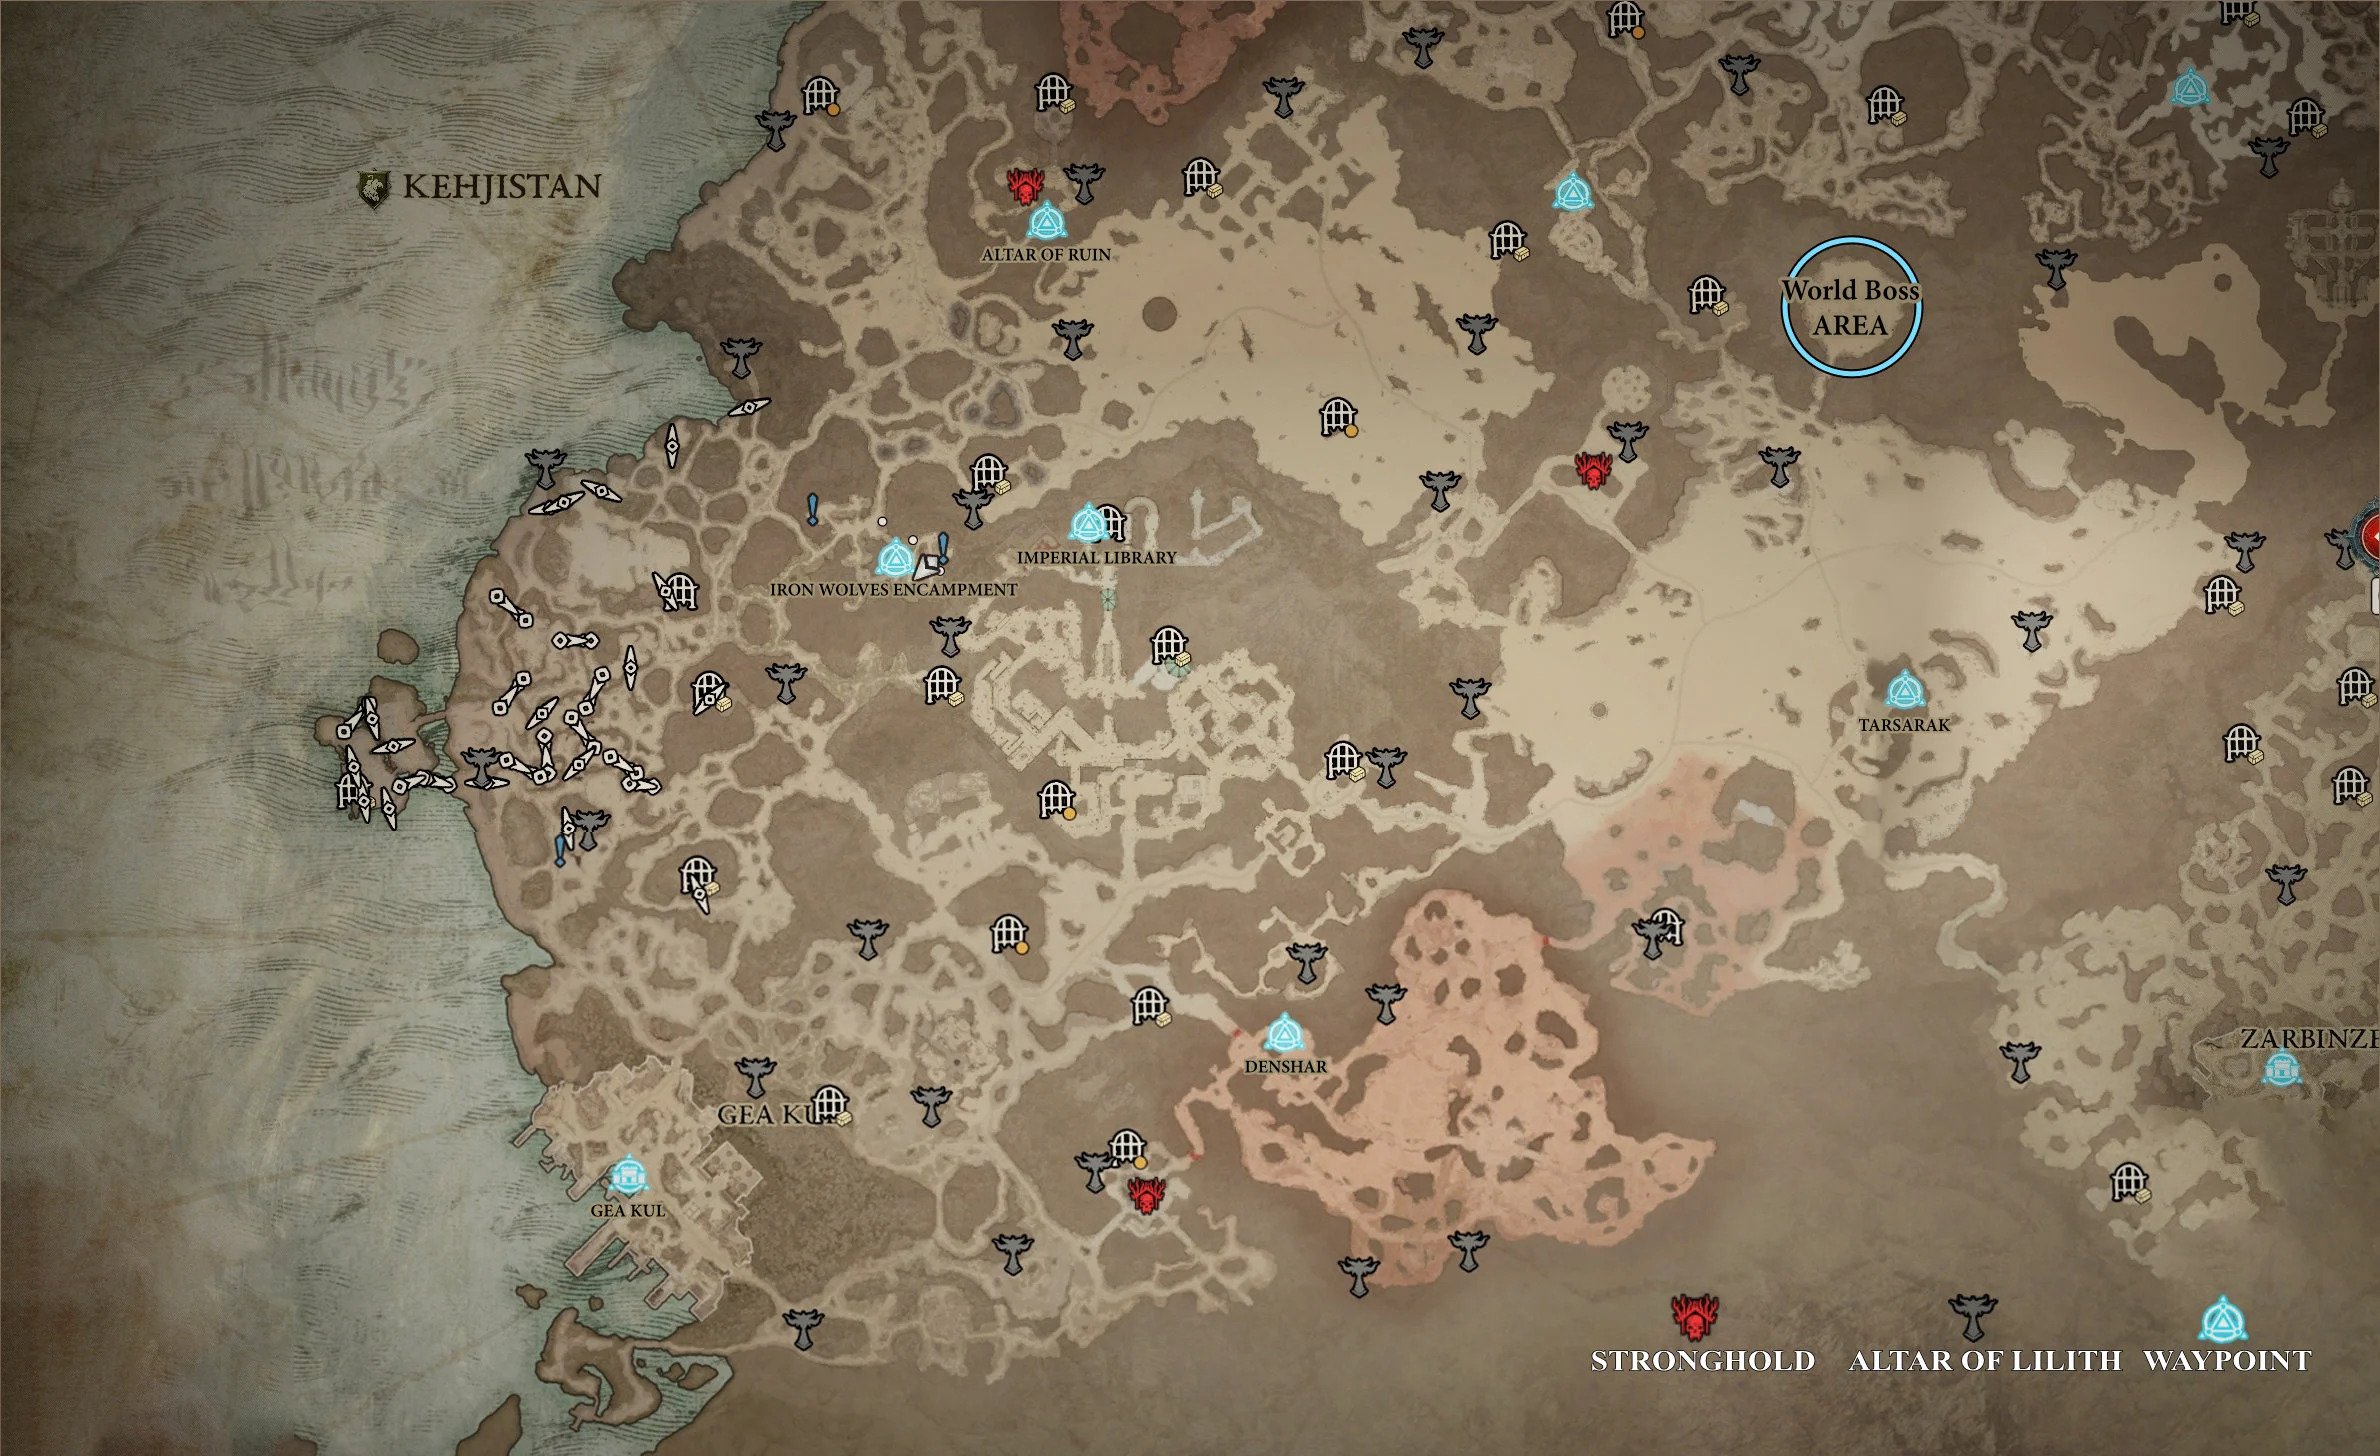 KEHJISTAN
ALTAR OF RUIN
World Boss
AREA
IMPERIAL LIBRARY
IRON WOLVES ENCAMPMENT
TARSARAK
ZARBINZE
DENSHAR
GEA KU
GEA KUL
STRONGHOLD
ALTAR OF LILITH
WAYPOINT